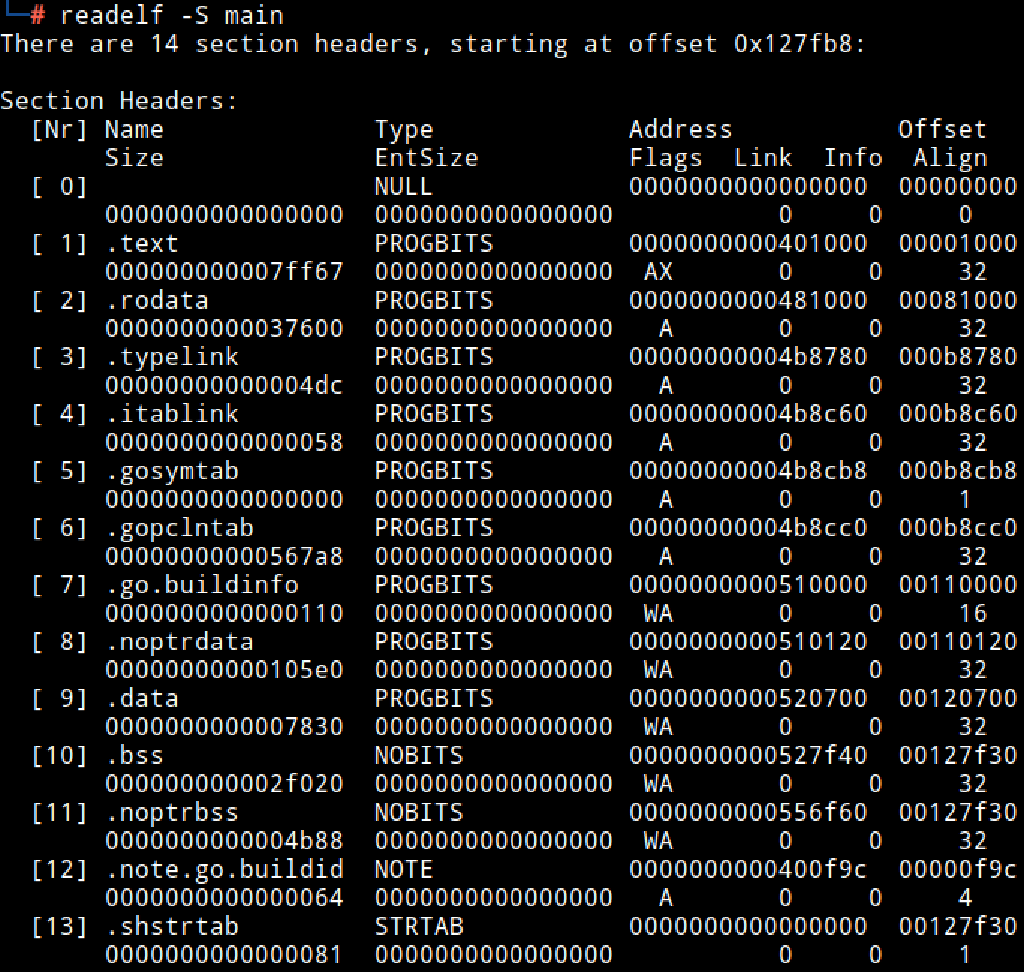 └─# readelf -S main
There are 14 section headers, starting at offset 0x127fb8:

Section Headers:
  [Nr] Name              Type             Address           Offset
       Size              EntSize          Flags  Link  Info  Align
  [ 0]                   NULL             0000000000000000  00000000
       0000000000000000  0000000000000000           0     0     0
  [ 1] .text             PROGBITS         0000000000401000  00001000
       000000000007ff67  0000000000000000  AX       0     0     32
  [ 2] .rodata           PROGBITS         0000000000481000  00081000
       0000000000037600  0000000000000000   A       0     0     32
  [ 3] .typelink         PROGBITS         00000000004b8780  000b8780
       00000000000004dc  0000000000000000   A       0     0     32
  [ 4] .itablink         PROGBITS         00000000004b8c60  000b8c60
       0000000000000058  0000000000000000   A       0     0     32
  [ 5] .gosymtab         PROGBITS         00000000004b8cb8  000b8cb8
       0000000000000000  0000000000000000   A       0     0     1
  [ 6] .gopclntab        PROGBITS         00000000004b8cc0  000b8cc0
       00000000000567a8  0000000000000000   A       0     0     32
  [ 7] .go.buildinfo     PROGBITS         0000000000510000  00110000
       0000000000000110  0000000000000000  WA       0     0     16
  [ 8] .noptrdata        PROGBITS         0000000000510120  00110120
       00000000000105e0  0000000000000000  WA       0     0     32
  [ 9] .data             PROGBITS         0000000000520700  00120700
       0000000000007830  0000000000000000  WA       0     0     32
  [10] .bss              NOBITS           0000000000527f40  00127f30
       000000000002f020  0000000000000000  WA       0     0     32
  [11] .noptrbss         NOBITS           0000000000556f60  00127f30
       0000000000004b88  0000000000000000  WA       0     0     32
  [12] .note.go.buildid  NOTE             0000000000400f9c  00000f9c
       0000000000000064  0000000000000000   A       0     0     4
  [13] .shstrtab         STRTAB           0000000000000000  00127f30
       0000000000000081  0000000000000000           0     0     1